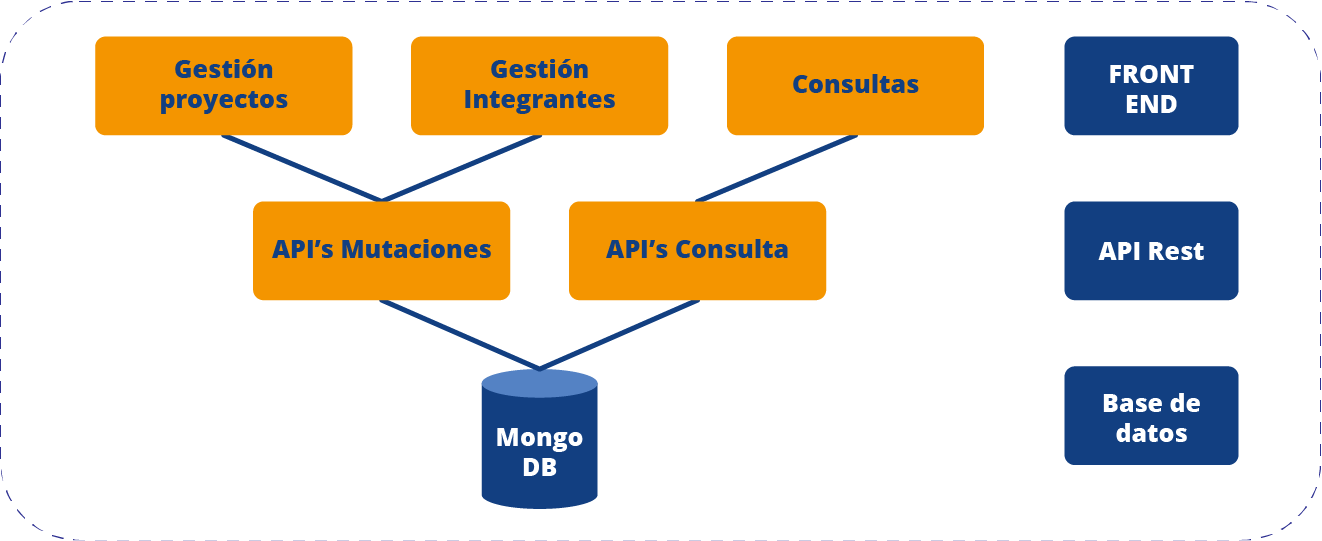 Gestión
proyectos
Gestión
Integrantes
Consultas
FRONT
END
API’s Mutaciones
API’s Consulta
API Rest
Mongo
DB
Base de
datos